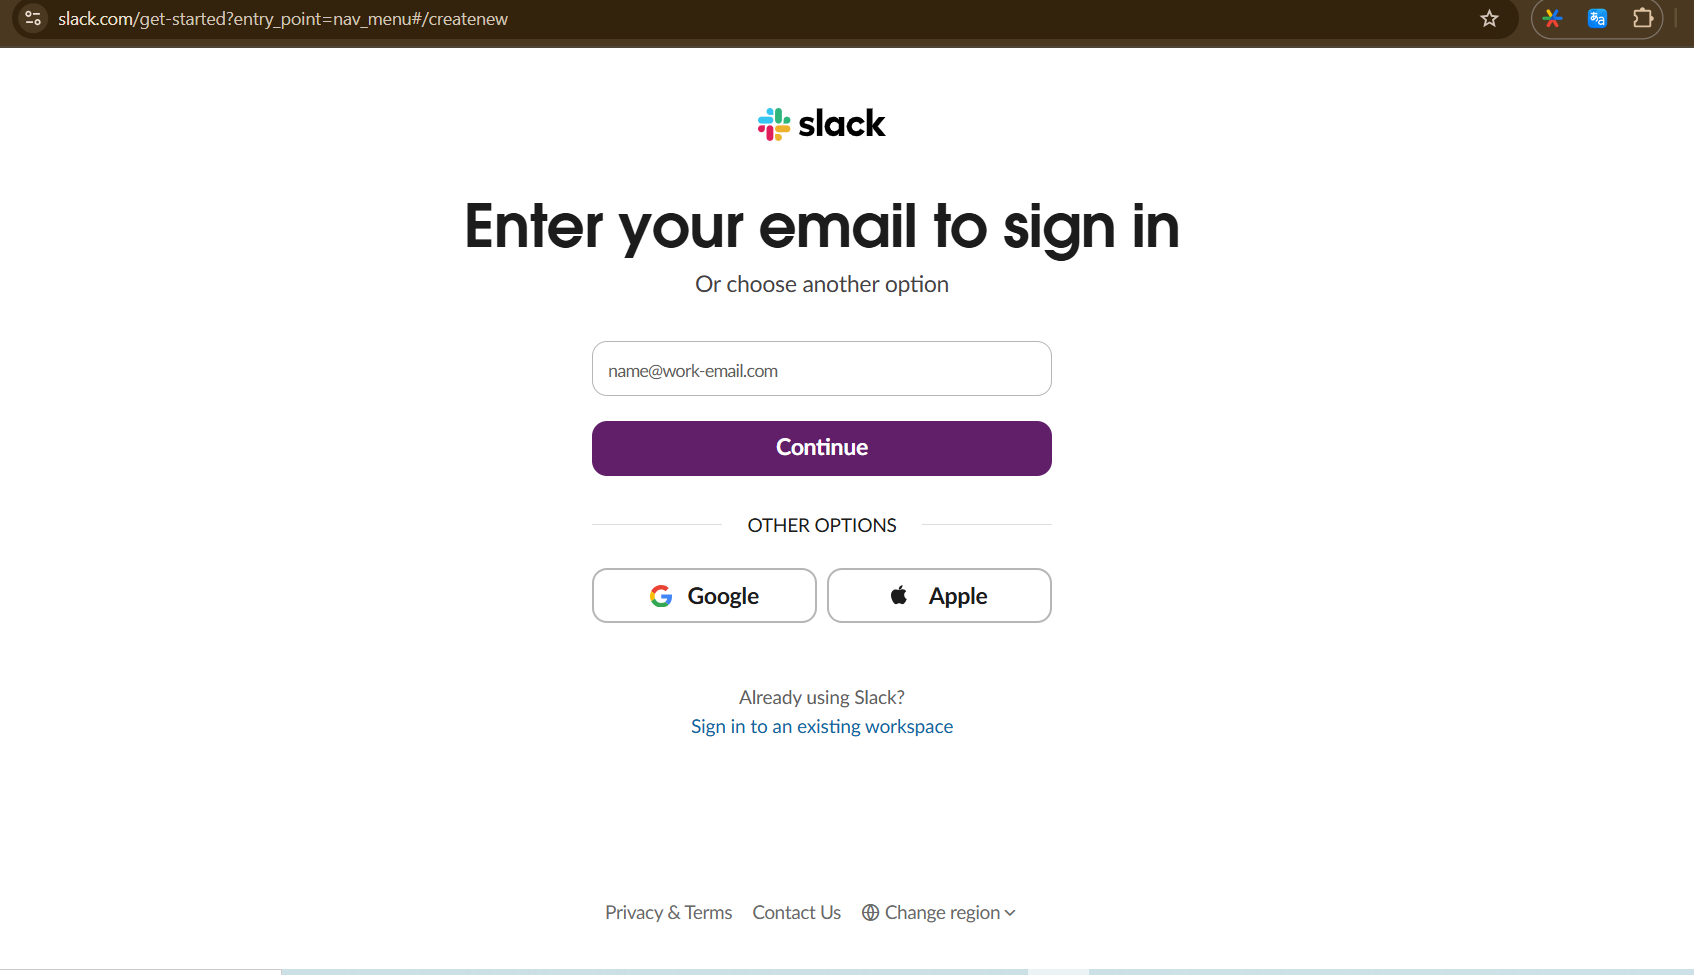 slack.com/get-started?entry_point=nav_menu#/createnew
slack
Enter your email to sign in
Or choose another option
name@work-email.com
Continue
OTHER OPTIONS
Google
Apple
Already using Slack?
Sign in to an existing workspace
Privacy & Terms Contact Us Change region